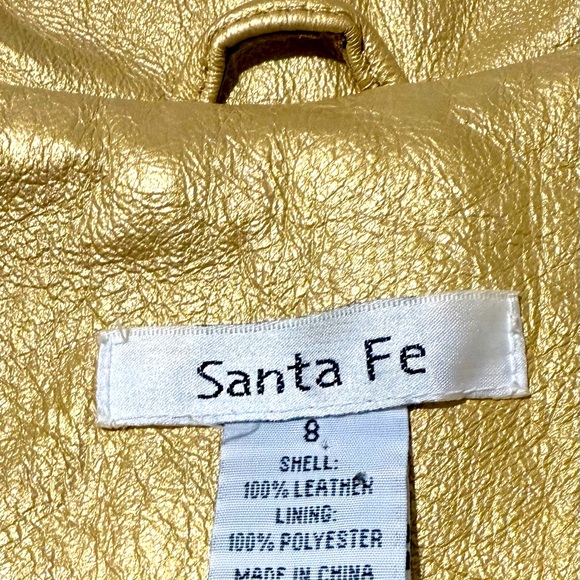 Santa Fe
8
SHELL:
100% LEATHER
LINING:
100% POLYESTER
MADE IN CHINA